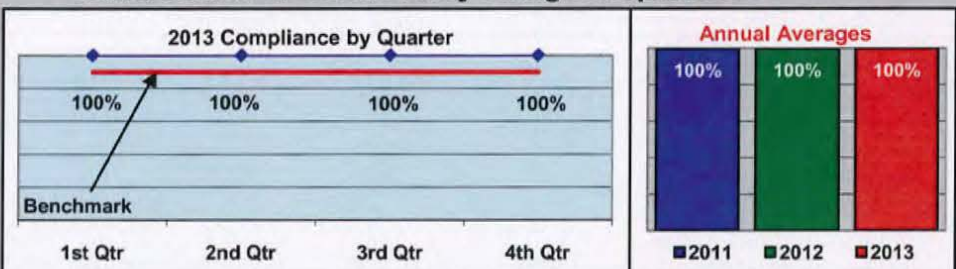 2013 Compliance by Quarter
100% 100% 100% 100%
Benchmark
1st Qtr 2nd Qtr 3rd Qtr 4th Qtr
Annual Averages
100% 100% 100%
2011 2012 2013